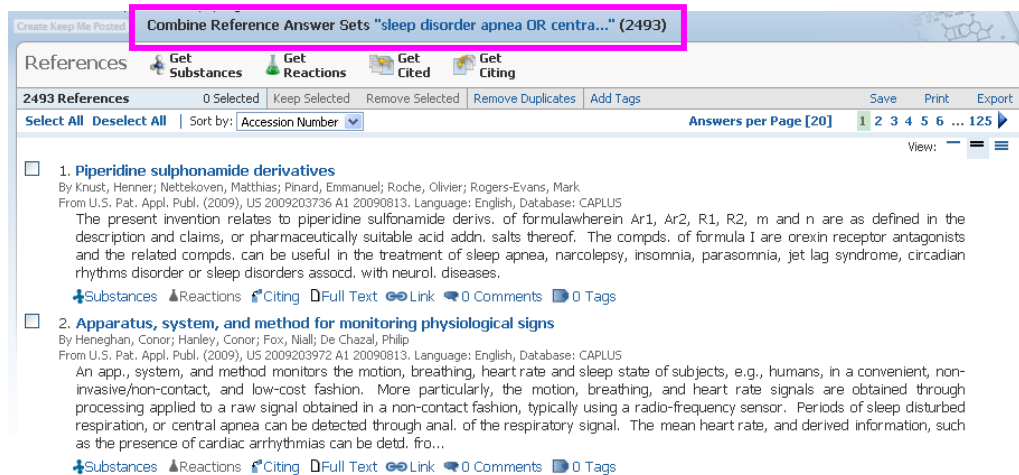 Create Keep Me Posted Combine Reference Answer Sets "sleep disorder apnea OR centra..." (2493)
References Get Substances Get Reactions Get Cited Get Citing
2493 References 0 Selected Keep Selected Remove Selected Remove Duplicates Add Tags Save Print Export
Select All Deselect All | Sort by: Accession Number Answers per Page [20] 1 2 3 4 5 6 ... 125
View:
1. Piperidine sulphonamide derivatives
By Knust, Henner; Nettekoven, Matthias; Pinard, Emmanuel; Roche, Olivier; Rogers-Evans, Mark
From U.S. Pat. Appl. Publ. (2009), US 2009203736 A1 20090813. Language: English, Database: CAPLUS
The present invention relates to piperidine sulfonamide derivs. of formulawherein Ar1, Ar2, R1, R2, m and n are as defined in the
description and claims, or pharmaceutically suitable acid addn. salts thereof. The compds. of formula I are orexin receptor antagonists
and the related compds. can be useful in the treatment of sleep apnea, narcolepsy, insomnia, parasomnia, jet lag syndrome, circadian
rhythms disorder or sleep disorders assocd. with neurol. diseases.
Substances Reactions Citing Full Text Link 0 Comments 0 Tags
2. Apparatus, system, and method for monitoring physiological signs
By Heneghan, Conor; Hanley, Conor; Fox, Niall; De Chazal, Philip
From U.S. Pat. Appl. Publ. (2009), US 2009203972 A1 20090813. Language: English, Database: CAPLUS
An app., system, and method monitors the motion, breathing, heart rate and sleep state of subjects, e.g., humans, in a convenient, non-
invasive/non-contact, and low-cost fashion. More particularly, the motion, breathing, and heart rate signals are obtained through
processing applied to a raw signal obtained in a non-contact fashion, typically using a radio-frequency sensor. Periods of sleep disturbed
respiration, or central apnea can be detected through anal. of the respiratory signal. The mean heart rate, and derived information, such
as the presence of cardiac arrhythmias can be detd. fro...
Substances Reactions Citing Full Text Link 0 Comments 0 Tags